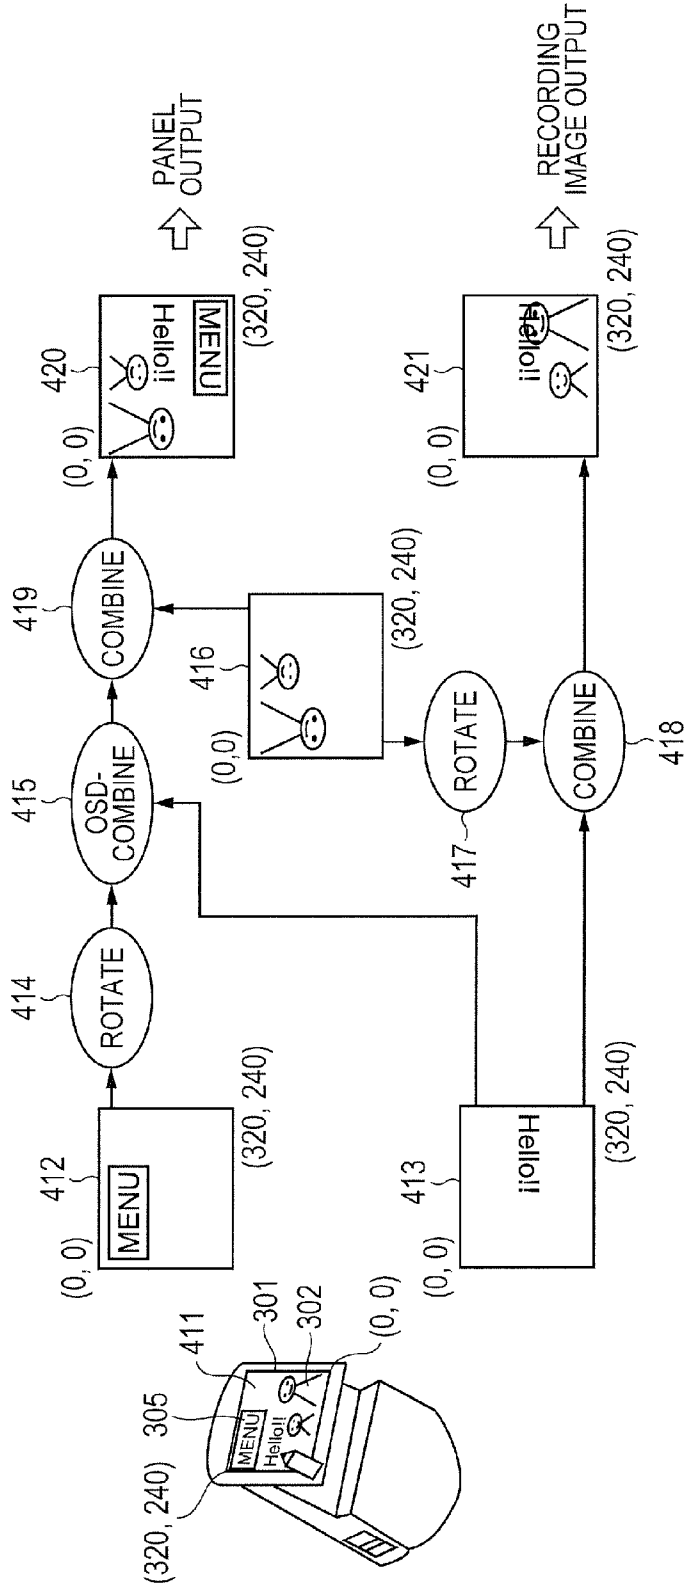 (320, 240)
305
411
301
302
(0, 0)
MENU
Hello!!
(0, 0)
412
MENU
(320, 240)
414
ROTATE
415
OSD-
COMBINE
419
COMBINE
(0, 0)
420
Hello!!
MENU
(320, 240)
PANEL
OUTPUT
(0,0)
416
(320, 240)
417
ROTATE
COMBINE
418
(0, 0)
413
Hello!!
(320, 240)
(0, 0)
421
Hello!!
(320, 240)
RECORDING
IMAGE OUTPUT